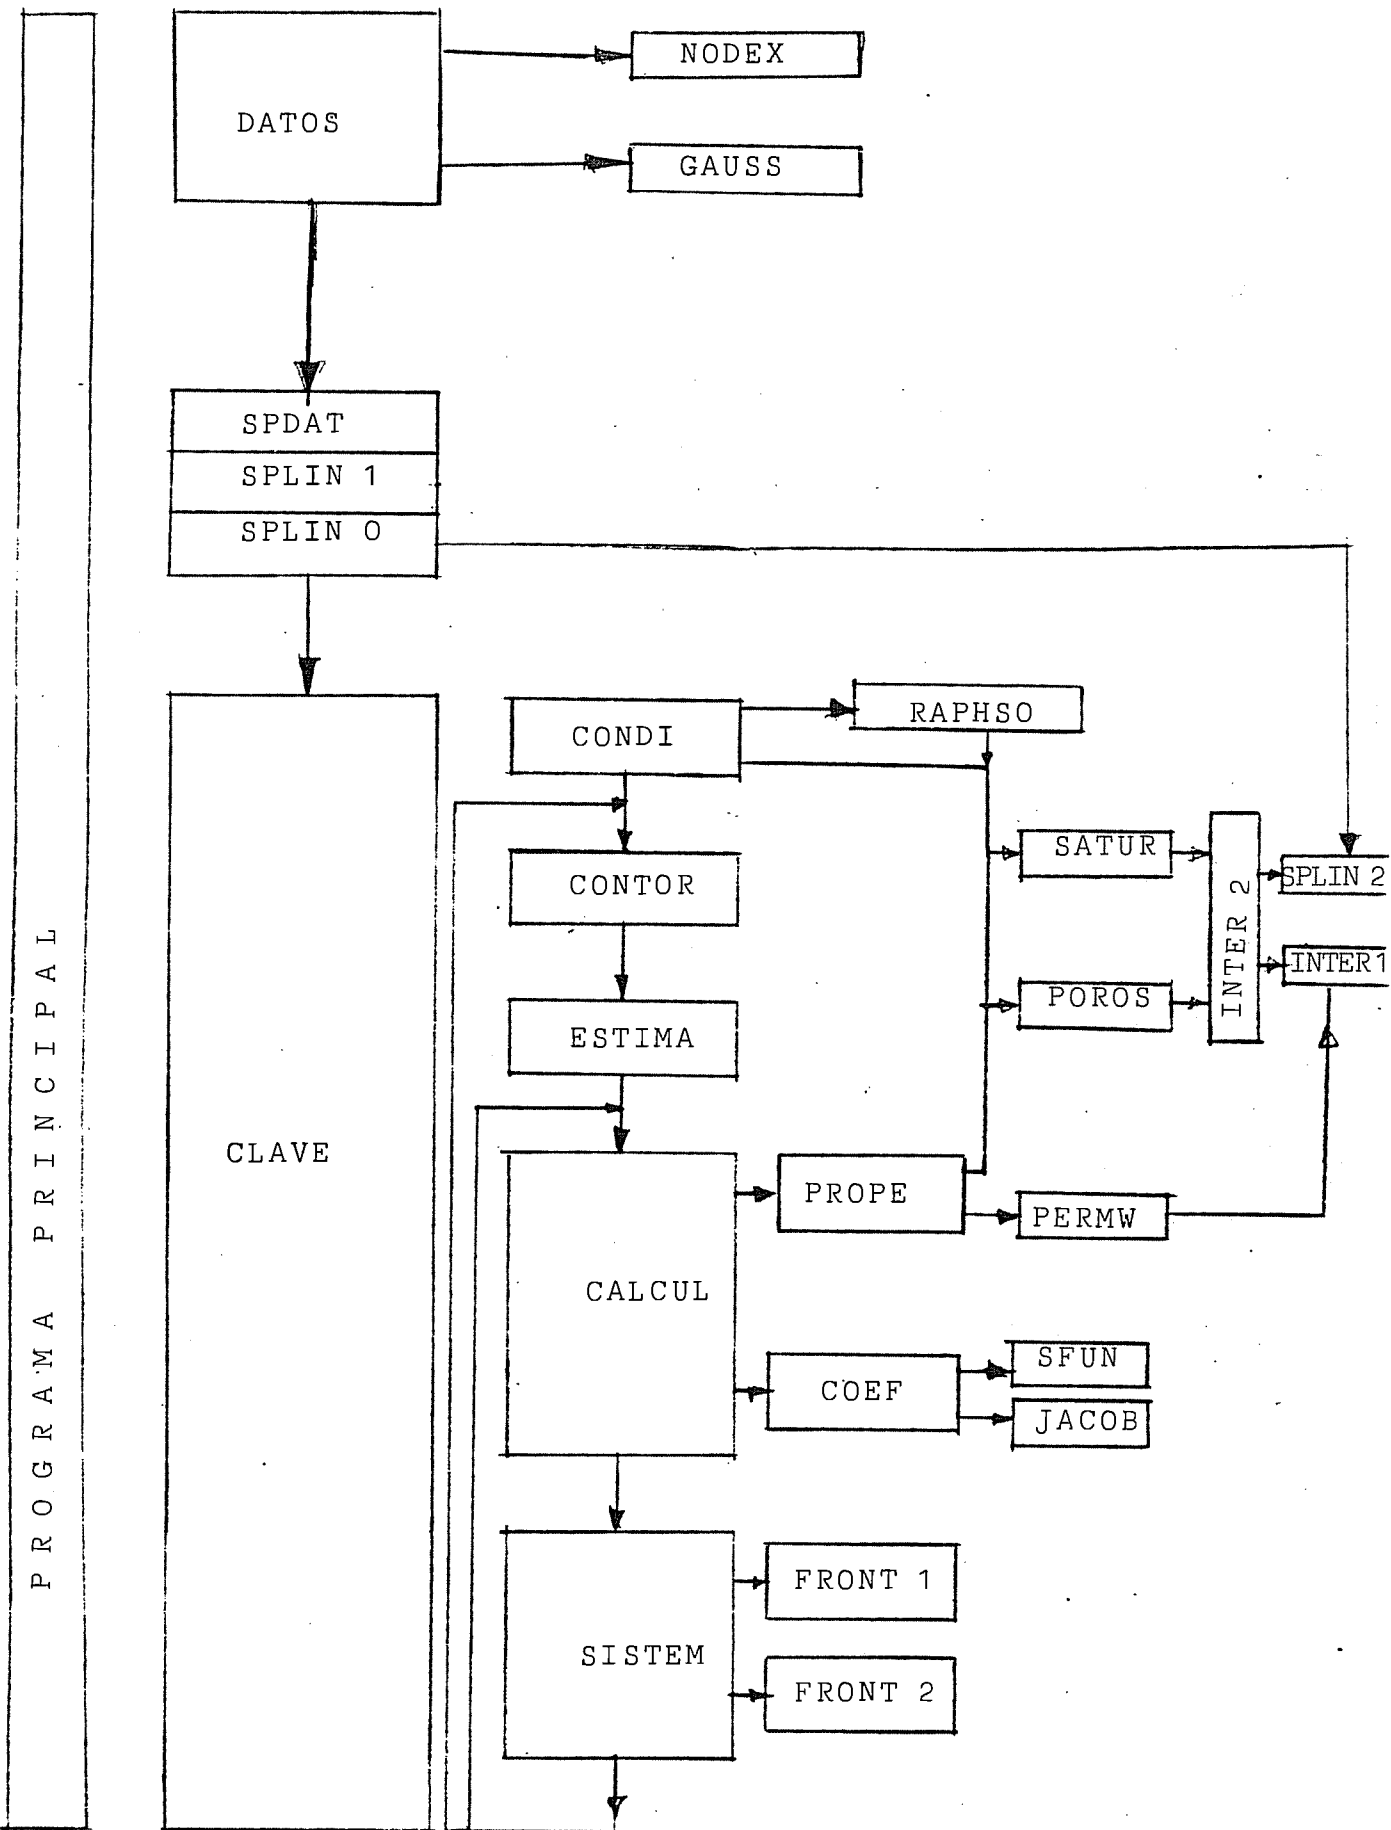 PROGRAMA PRINCIPAL
DATOS
NODEX
GAUSS
SPDAT
SPLIN 1
SPLIN O
CLAVE
CONDI
RAPHSO
CONTOR
ESTIMA
SATUR
POROS
INTER 2
SPLIN 2
INTER1
CALCUL
PROPE
PERMW
COEF
SFUN
JACOB
SISTEM
FRONT 1
FRONT 2